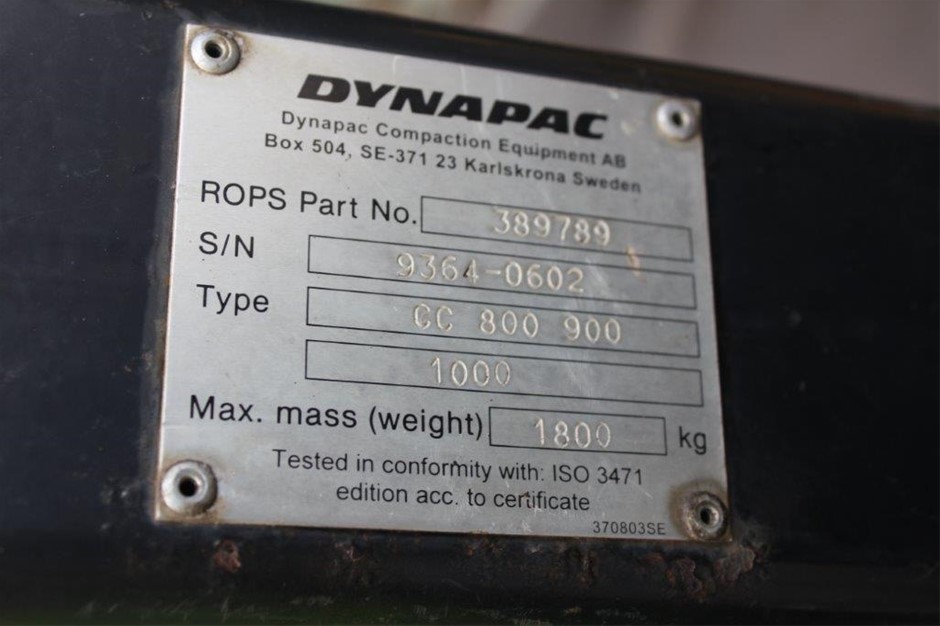 DYNAPAC
Dynapac Compaction Equipment AB
Box 504, SE-371 23 Karlskrona Sweden
ROPS Part No. 389789
S/N 9364-0602
Type CC 800 900
1000
Max. mass (weight) 1800 kg
Tested in conformity with: ISO 3471
edition acc. to certificate
370803SE